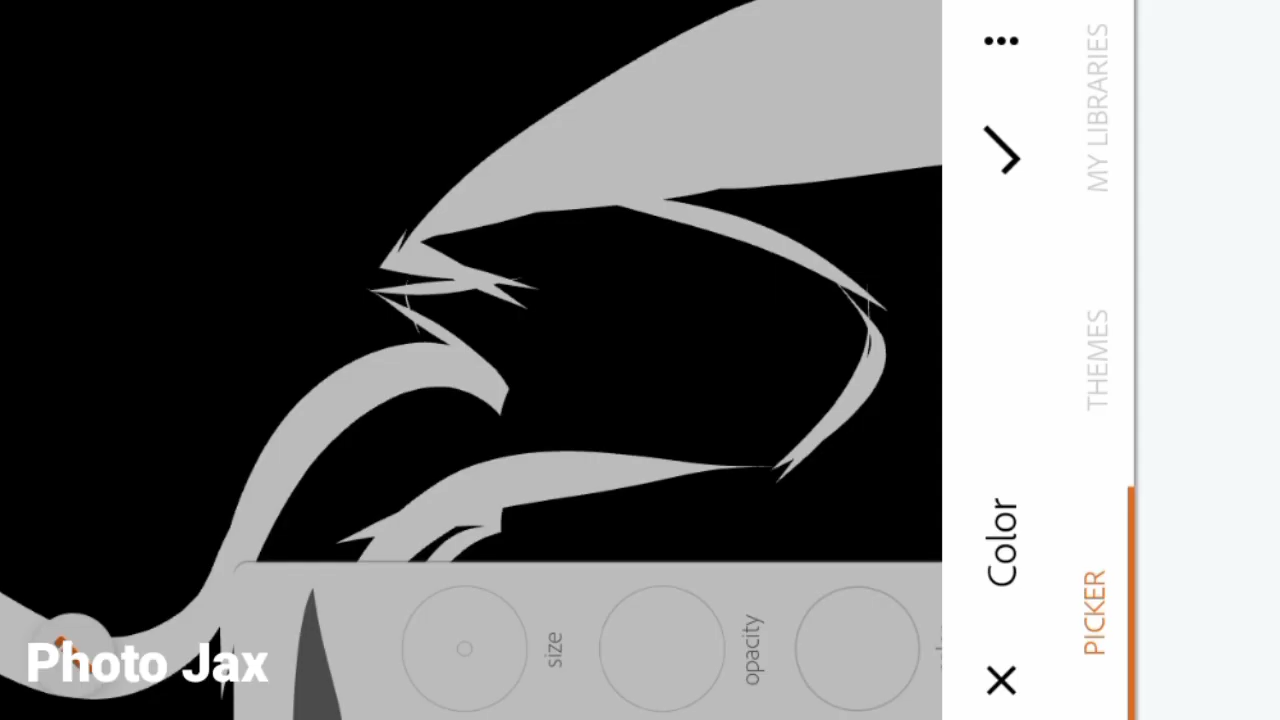 Color
PICKER
THEMES
MY LIBRARIES
size
opacity
Photo Jax